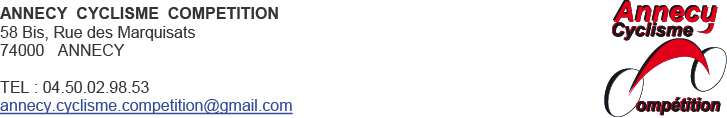 ANNECY CYCLISME COMPETITION
58 Bis, Rue des Marquisats
74000 ANNECY
TEL : 04.50.02.98.53
annecy.cyclisme.competition@gmail.com
Annecy
Cyclisme
Compétition